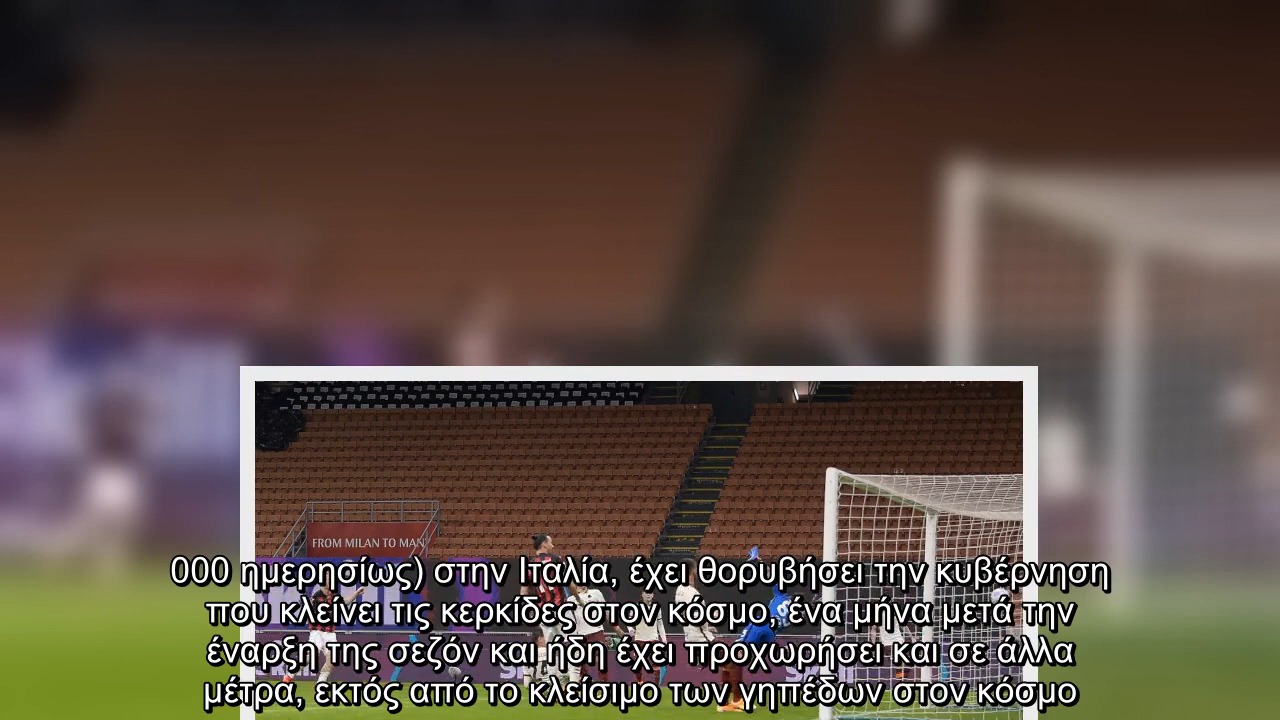 FROM MILAN TO MAN
000 ημερησίως) στην Ιταλία, έχει θορυβήσει την κυβέρνηση
που κλείνει τις κερκίδες στον κόσμο, ένα μήνα μετά την
έναρξη της σεζόν και ήδη έχει προχωρήσει και σε άλλα
μέτρα, εκτός από το κλείσιμο των γηπέδων στον κόσμο